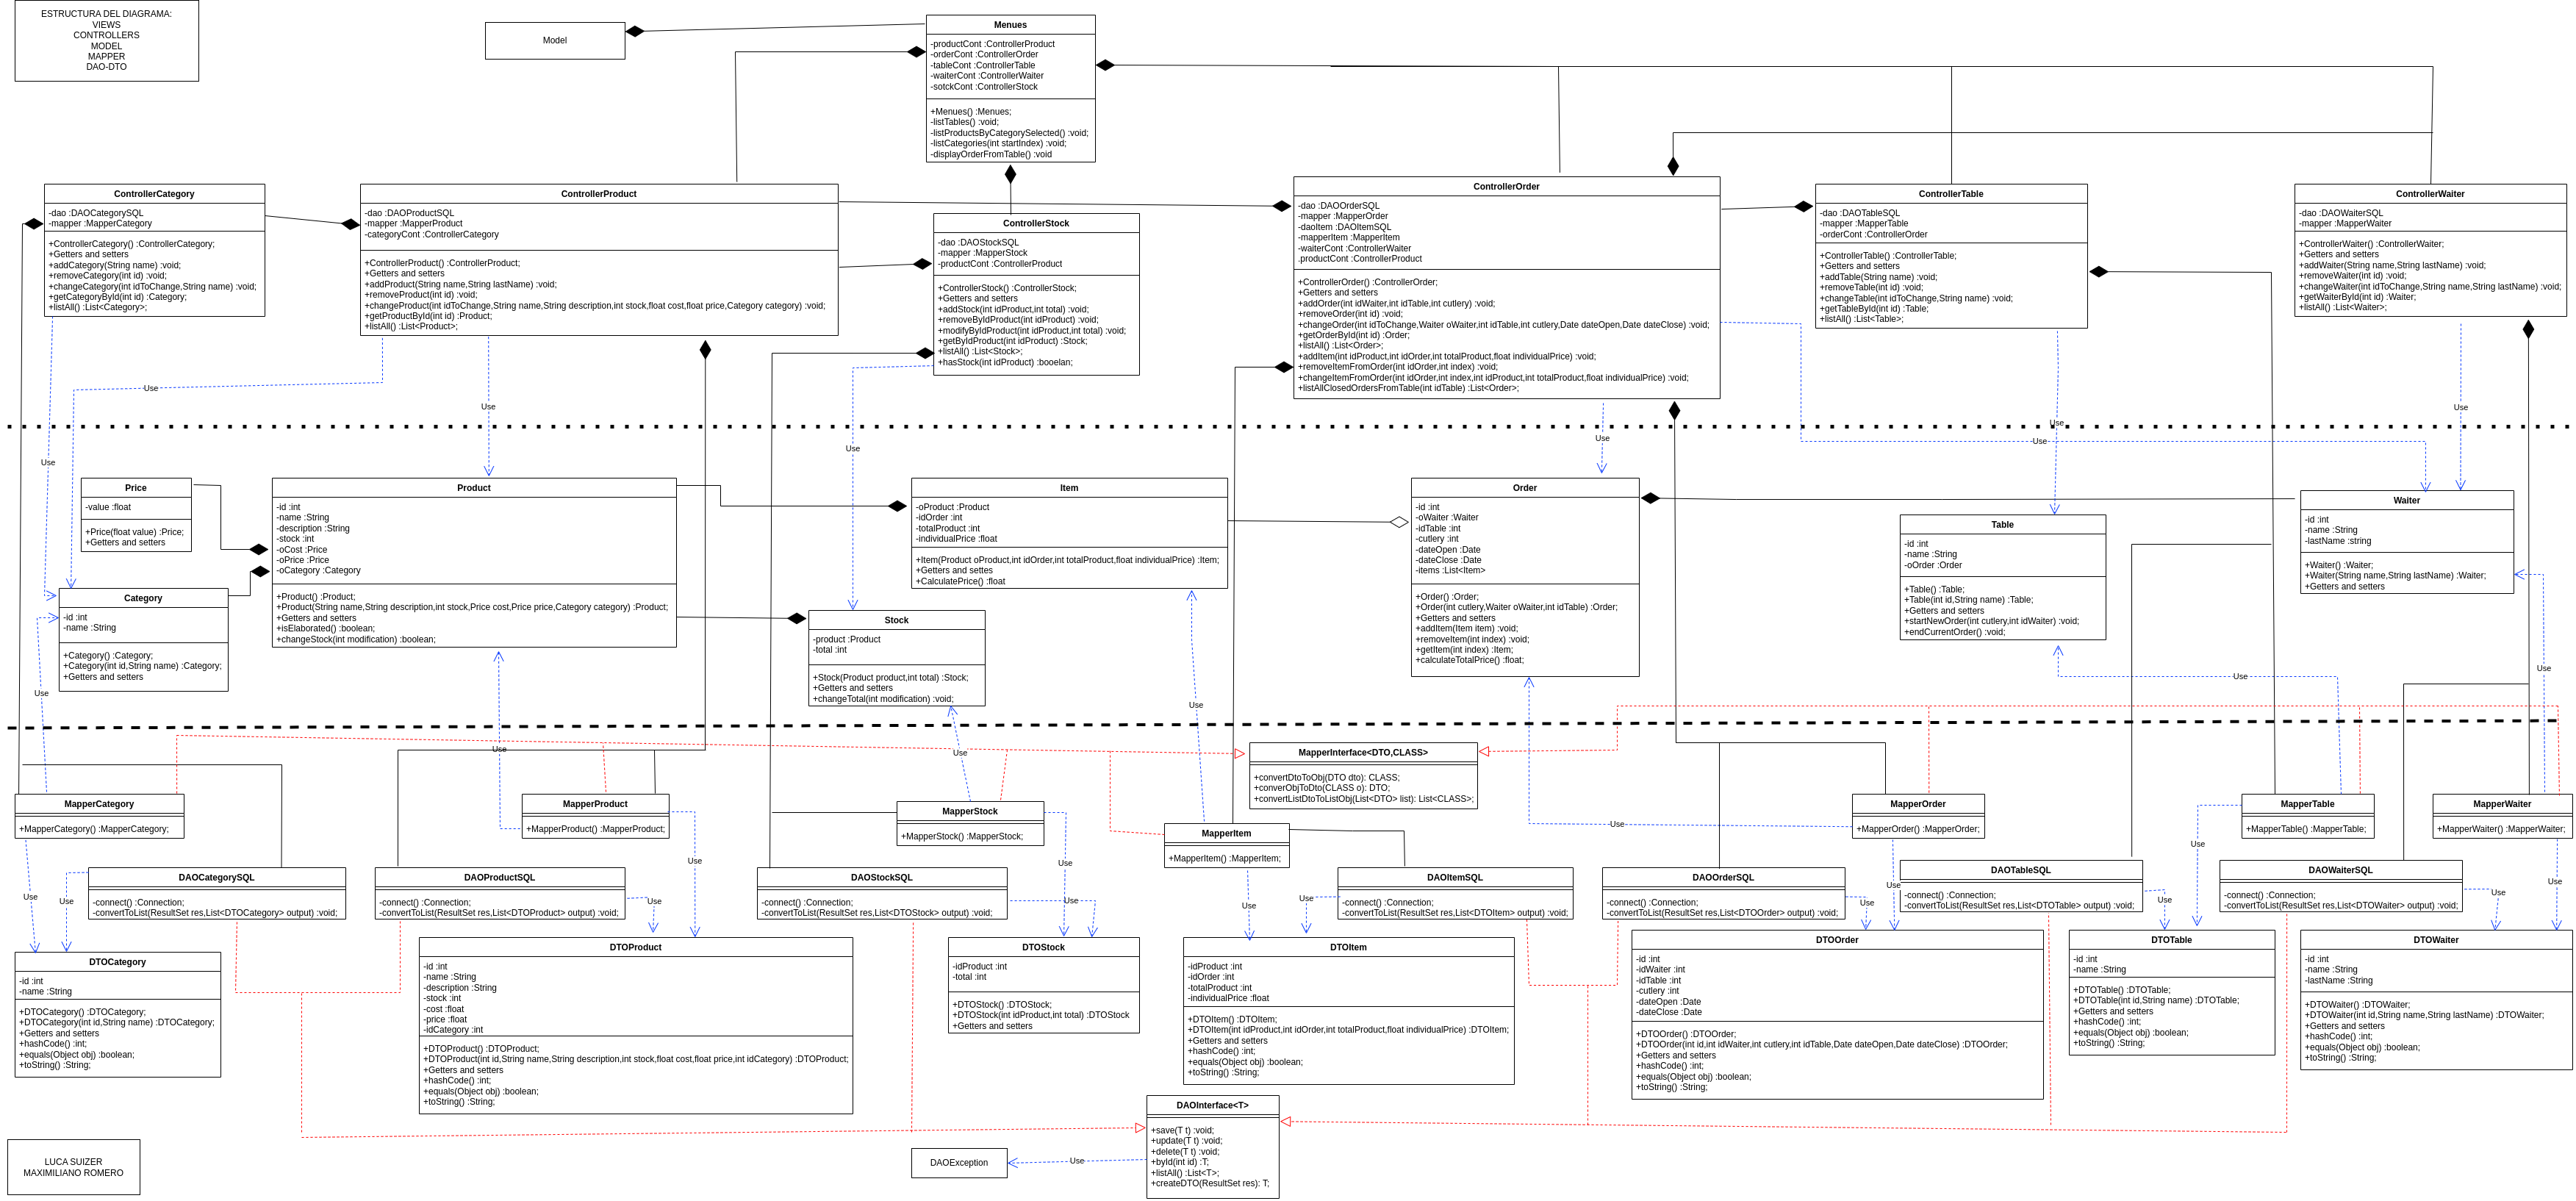 ESTRUCTURA DEL DIAGRAMA:
VIEWS
CONTROLLERS
MODEL
MAPPER
DAO-DTO
Model
Menues
-productCont :ControllerProduct
-orderCont :ControllerOrder
-tableCont :ControllerTable
-waiterCont :ControllerWaiter
-sotckCont :ControllerStock
+Menues() :Menues;
-listTables() :void;
-listProductsByCategorySelected() :void;
-listCategories(int startIndex) :void;
-displayOrderFromTable() :void
ControllerCategory
-dao :DAOCategorySQL
-mapper :MapperCategory
+ControllerCategory() :ControllerCategory;
+Getters and setters
+addCategory(String name) :void;
+removeCategory(int id) :void;
+changeCategory(int idToChange,String name) :void;
+getCategoryById(int id) :Category;
+listAll() :List<Category>;
ControllerProduct
-dao :DAOProductSQL
-mapper :MapperProduct
-categoryCont :ControllerCategory
+ControllerProduct() :ControllerProduct;
+Getters and setters
+addProduct(String name,String lastName) :void;
+removeProduct(int id) :void;
+changeProduct(int idToChange,String name,String description,int stock,float cost,float price,Category category) :void;
+getProductById(int id) :Product;
+listAll() :List<Product>;
ControllerStock
-dao :DAOStockSQL
-mapper :MapperStock
-productCont :ControllerProduct
+ControllerStock() :ControllerStock;
+Getters and setters
+addStock(int idProduct,int total) :void;
+removeByIdProduct(int idProduct) :void;
+modifyByIdProduct(int idProduct,int total) :void;
+getByIdProduct(int idProduct) :Stock;
+listAll() :List<Stock>;
+hasStock(int idProduct) :booelan;
ControllerOrder
-dao :DAOOrderSQL
-mapper :MapperOrder
-daoItem :DAOItemSQL
-mapperItem :MapperItem
-waiterCont :ControllerWaiter
.productCont :ControllerProduct
+ControllerOrder() :ControllerOrder;
+Getters and setters
+addOrder(int idWaiter,int idTable,int cutlery) :void;
+removeOrder(int id) :void;
+changeOrder(int idToChange,Waiter oWaiter,int idTable,int cutlery,Date dateOpen,Date dateClose) :void;
+getOrderById(int id) :Order;
+listAll() :List<Order>;
+addItem(int idProduct,int idOrder,int totalProduct,float individualPrice) :void;
+removeItemFromOrder(int idOrder,int index) :void;
+changeItemFromOrder(int idOrder,int index,int idProduct,int totalProduct,float individualPrice) :void;
+listAllClosedOrdersFromTable(int idTable) :List<Order>;
ControllerTable
-dao :DAOTableSQL
-mapper :MapperTable
-orderCont :ControllerOrder
+ControllerTable() :ControllerTable;
+Getters and setters
+addTable(String name) :void;
+removeTable(int id) :void;
+changeTable(int idToChange,String name) :void;
+getTableById(int id) :Table;
+listAll() :List<Table>;
ControllerWaiter
-dao :DAOWaiterSQL
-mapper :MapperWaiter
+ControllerWaiter() :ControllerWaiter;
+Getters and setters
+addWaiter(String name,String lastName) :void;
+removeWaiter(int id) :void;
+changeWaiter(int idToChange,String name,String lastName) :void;
+getWaiterById(int id) :Waiter;
+listAll() :List<Waiter>;
Use
Use
Use
Use
Use
Use
Use
Use
Price
-value :float
+Price(float value) :Price;
+Getters and setters
Product
-id :int
-name :String
-description :String
-stock :int
-oCost :Price
-oPrice :Price
-oCategory :Category
+Product() :Product;
+Product(String name,String description,int stock,Price cost,Price price,Category category) :Product;
+Getters and setters
+isElaborated() :boolean;
+changeStock(int modification) :boolean;
Item
-oProduct :Product
-idOrder :int
-totalProduct :int
-individualPrice :float
+Item(Product oProduct,int idOrder,int totalProduct,float individualPrice) :Item;
+Getters and settes
+CalculatePrice() :float
Order
-id :int
-oWaiter :Waiter
-idTable :int
-cutlery :int
-dateOpen :Date
-dateClose :Date
-items :List<Item>
+Order() :Order;
+Order(int cutlery,Waiter oWaiter,int idTable) :Order;
+Getters and setters
+addItem(Item item) :void;
+removeItem(int index) :void;
+getItem(int index) :Item;
+calculateTotalPrice() :float;
Table
-id :int
-name :String
-oOrder :Order
+Table() :Table;
+Table(int id,String name) :Table;
+Getters and setters
+startNewOrder(int cutlery,int idWaiter) :void;
+endCurrentOrder() :void;
Waiter
-id :int
-name :String
-lastName :string
+Waiter() :Waiter;
+Waiter(String name,String lastName) :Waiter;
+Getters and setters
Category
-id :int
-name :String
+Category() :Category;
+Category(int id,String name) :Category;
+Getters and setters
Stock
-product :Product
-total :int
+Stock(Product product,int total) :Stock;
+Getters and setters
+changeTotal(int modification) :void;
Use
Use
Use
Use
Use
Use
Use
MapperInterface<DTO,CLASS>
+convertDtoToObj(DTO dto): CLASS;
+converObjToDto(CLASS o): DTO;
+convertListDtoToListObj(List<DTO> list): List<CLASS>;
MapperCategory
+MapperCategory() :MapperCategory;
MapperProduct
+MapperProduct() :MapperProduct;
MapperStock
+MapperStock() :MapperStock;
MapperItem
+MapperItem() :MapperItem;
MapperOrder
+MapperOrder() :MapperOrder;
MapperTable
+MapperTable() :MapperTable;
MapperWaiter
+MapperWaiter() :MapperWaiter;
Use
Use
Use
Use
Use
Use
Use
Use
Use
Use
Use
Use
Use
Use
DAOCategorySQL
-connect() :Connection;
-convertToList(ResultSet res,List<DTOCategory> output) :void;
DAOProductSQL
-connect() :Connection;
-convertToList(ResultSet res,List<DTOProduct> output) :void;
DAOStockSQL
-connect() :Connection;
-convertToList(ResultSet res,List<DTOStock> output) :void;
DAOItemSQL
-connect() :Connection;
-convertToList(ResultSet res,List<DTOItem> output) :void;
DAOOrderSQL
-connect() :Connection;
-convertToList(ResultSet res,List<DTOOrder> output) :void;
DAOTableSQL
-connect() :Connection;
-convertToList(ResultSet res,List<DTOTable> output) :void;
DAOWaiterSQL
-connect() :Connection;
-convertToList(ResultSet res,List<DTOWaiter> output) :void;
DTOCategory
-id :int
-name :String
+DTOCategory() :DTOCategory;
+DTOCategory(int id,String name) :DTOCategory;
+Getters and setters
+hashCode() :int;
+equals(Object obj) :boolean;
+toString() :String;
DTOProduct
-id :int
-name :String
-description :String
-stock :int
-cost :float
-price :float
-idCategory :int
+DTOProduct() :DTOProduct;
+DTOProduct(int id,String name,String description,int stock,float cost,float price,int idCategory) :DTOProduct;
+Getters and setters
+hashCode() :int;
+equals(Object obj) :boolean;
+toString() :String;
DTOStock
-idProduct :int
-total :int
+DTOStock() :DTOStock;
+DTOStock(int idProduct,int total) :DTOStock
+Getters and setters
DTOItem
-idProduct :int
-idOrder :int
-totalProduct :int
-individualPrice :float
+DTOItem() :DTOItem;
+DTOItem(int idProduct,int idOrder,int totalProduct,float individualPrice) :DTOItem;
+Getters and setters
+hashCode() :int;
+equals(Object obj) :boolean;
+toString() :String;
DTOOrder
-id :int
-idWaiter :int
-idTable :int
-cutlery :int
-dateOpen :Date
-dateClose :Date
+DTOOrder() :DTOOrder;
+DTOOrder(int id,int idWaiter,int cutlery,int idTable,Date dateOpen,Date dateClose) :DTOOrder;
+Getters and setters
+hashCode() :int;
+equals(Object obj) :boolean;
+toString() :String;
DTOTable
-id :int
-name :String
+DTOTable() :DTOTable;
+DTOTable(int id,String name) :DTOTable;
+Getters and setters
+hashCode() :int;
+equals(Object obj) :boolean;
+toString() :String;
DTOWaiter
-id :int
-name :String
-lastName :String
+DTOWaiter() :DTOWaiter;
+DTOWaiter(int id,String name,String lastName) :DTOWaiter;
+Getters and setters
+hashCode() :int;
+equals(Object obj) :boolean;
+toString() :String;
DAOInterface<T>
+save(T t) :void;
+update(T t) :void;
+delete(T t) :void;
+byId(int id) :T;
+listAll() :List<T>;
+createDTO(ResultSet res): T;
DAOException
Use
LUCA SUIZER
MAXIMILIANO ROMERO